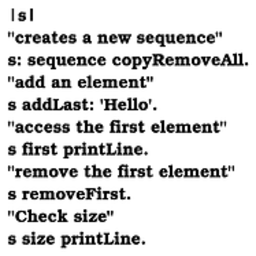 |s|
"creates a new sequence"
s: sequence copyRemoveAll.
"add an element"
s addLast: 'Hello'.
"access the first element"
s first printLine.
"remove the first element"
s removeFirst.
"Check size"
s size printLine.